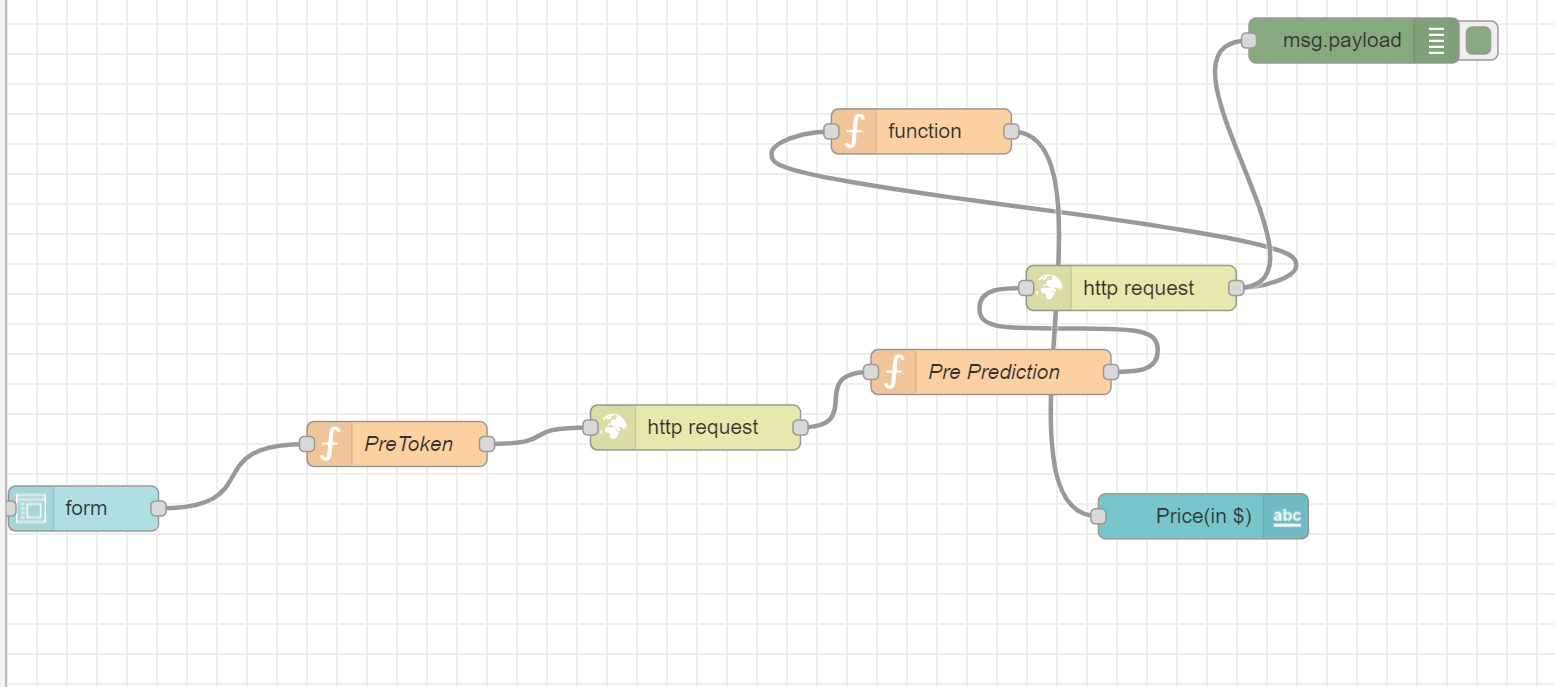 msg.payload
function
http request
Pre Prediction
http request
PreToken
form
Price(in $)
abc